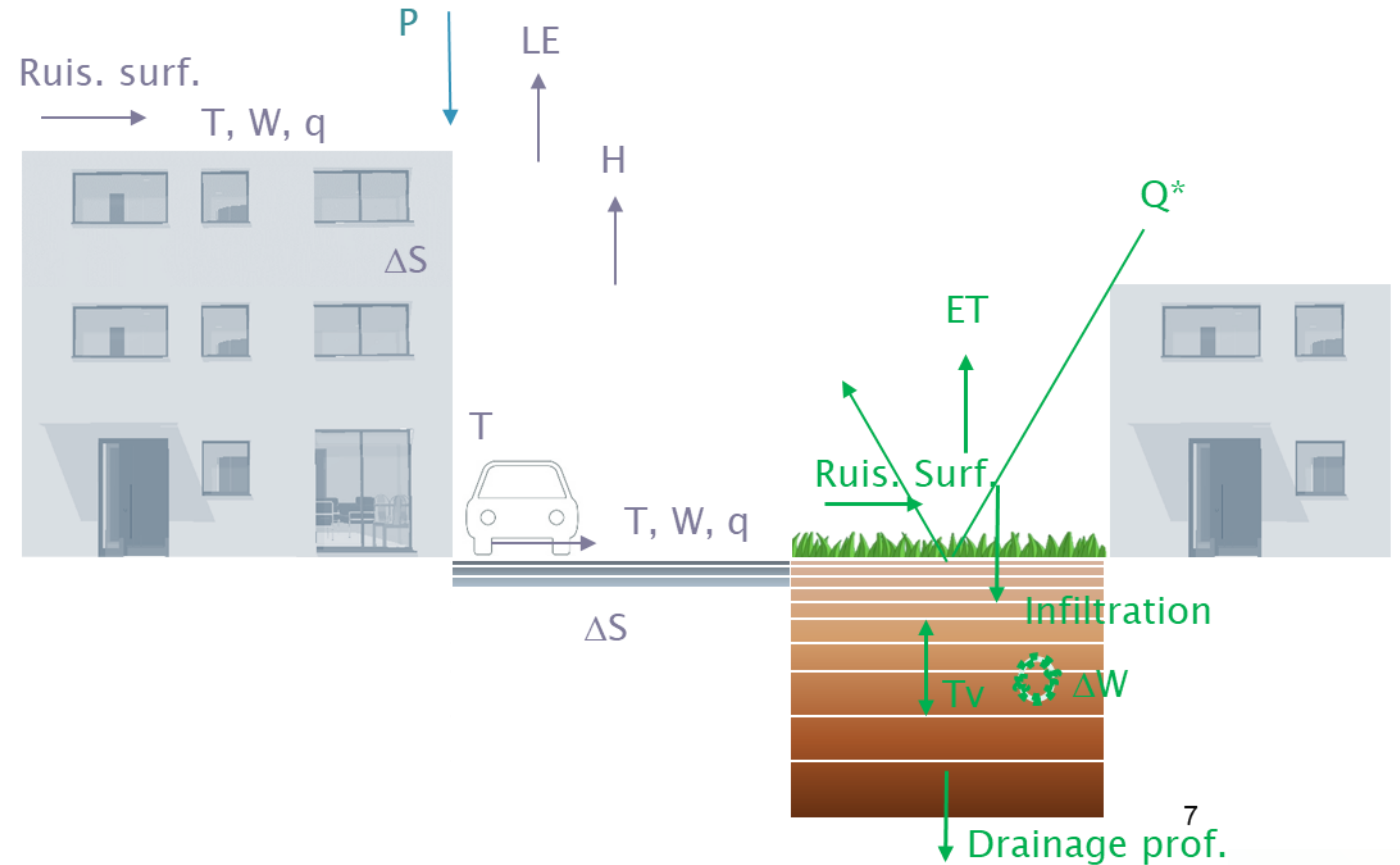 P
LE
Ruis. surf.
T, W, q
H
Q*
ΔS
ET
T
Ruis. Surf.
T, W, q
Infiltration
ΔS
Tv
ΔW
7
Drainage prof.